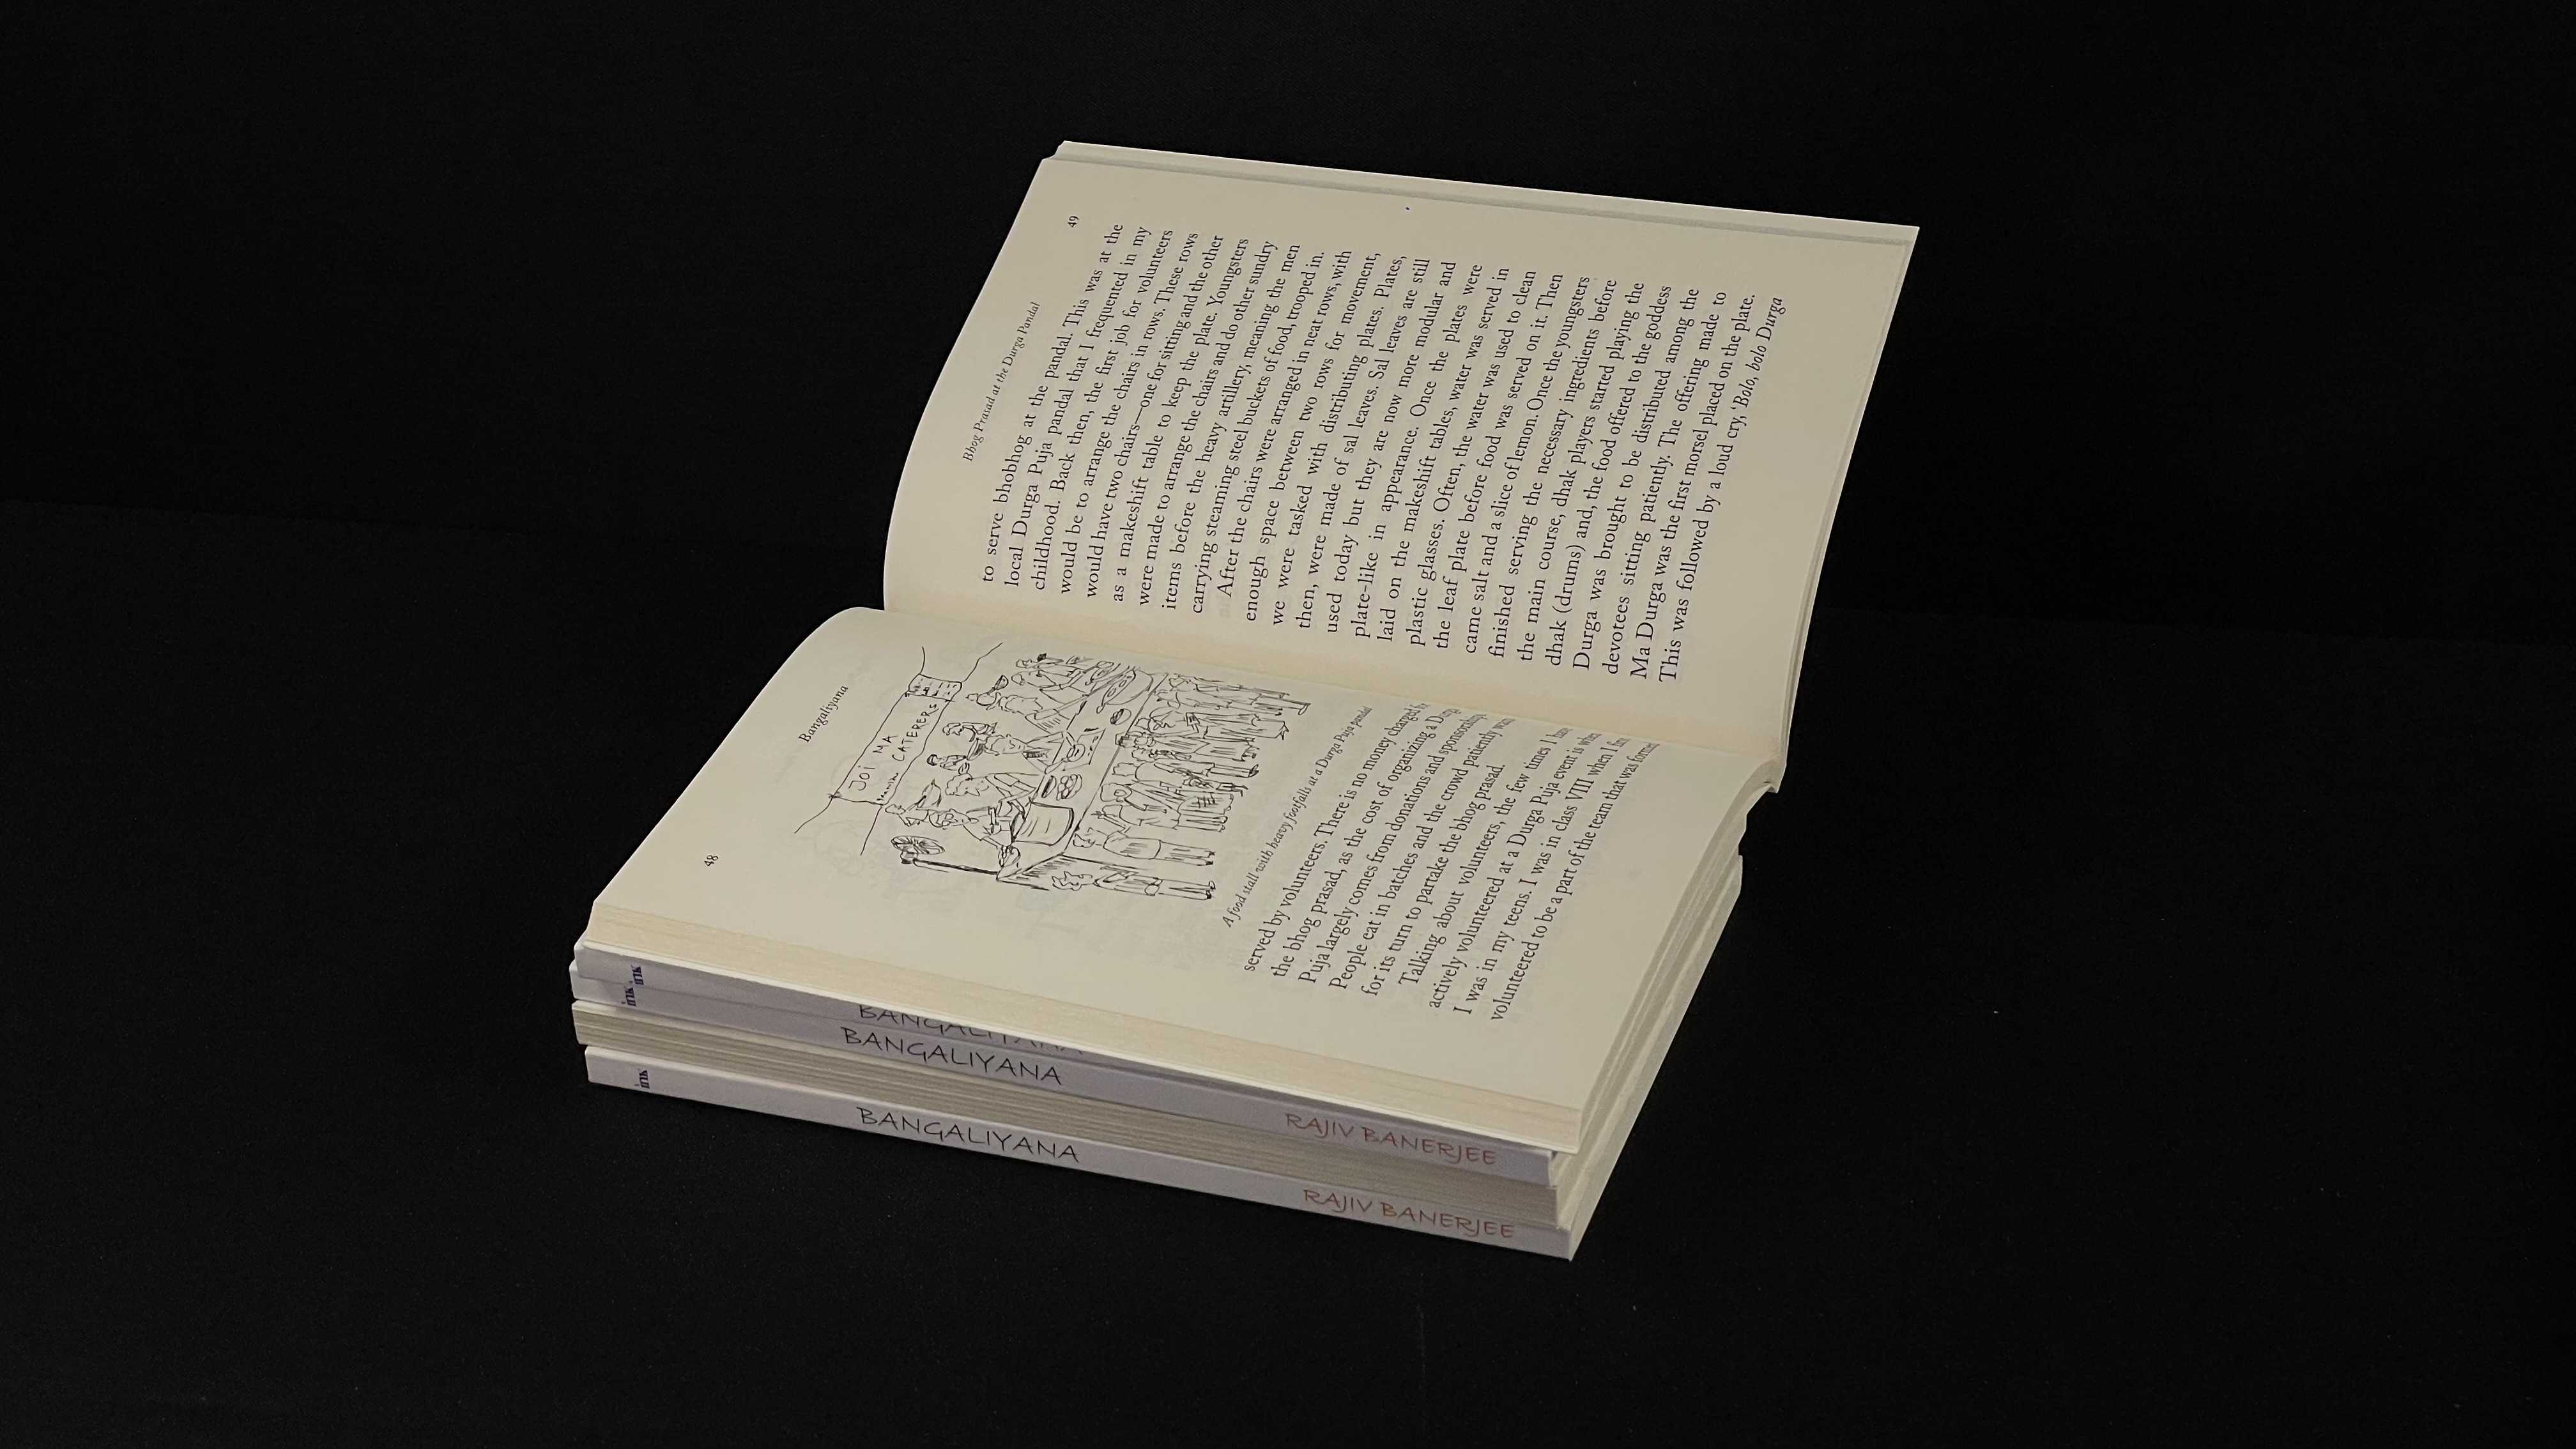 Bangaliyana
48
JOI MA
CATERERS
A food stall with heavy footfalls at a Durga Puja pandal
served by volunteers. There is no money charged
the bhog prasad, as the cost of organizing a
Puja largely comes from donations and sponsorship
People eat in batches and the crowd patiently
for its turn to partake the bhog prasad.
Talking about volunteers, the few times I
actively volunteered at a Durga Puja event is
I was in my teens. I was in class VIII when I
volunteered to be a part of the team that was
Bhog Prasad at the Durga Pandal
49
to serve bhobhog at the pandal. This was at the
local Durga Puja pandal that I frequented in my
childhood. Back then, the first job for volunteers
would be to arrange the chairs in rows. These rows
would have two chairs—one for sitting and the other
as a makeshift table to keep the plate. Youngsters
were made to arrange the chairs and do other sundry
items before the heavy artillery, meaning the men
carrying steaming steel buckets of food, trooped in.
After the chairs were arranged in neat rows, with
enough space between two rows for movement,
we were tasked with distributing plates. Plates,
then, were made of sal leaves. Sal leaves are still
used today but they are now more modular and
plate-like in appearance. Once the plates were
laid on the makeshift tables, water was served in
plastic glasses. Often, the water was used to clean
the leaf plate before food was served on it. Then
came salt and a slice of lemon. Once the youngsters
finished serving the necessary ingredients before
the main course, dhak players started playing the
dhak (drums) and, the food offered to the goddess
Durga was brought to be distributed among the
devotees sitting patiently. The offering made to
Ma Durga was the first morsel placed on the plate.
This was followed by a loud cry, 'Bolo, bolo Durga
ink
BANGALIYANA
ink
BANGALIYANA
RAJIV BANERJEE
ink
BANGALIYANA
RAJIV BANERJEE